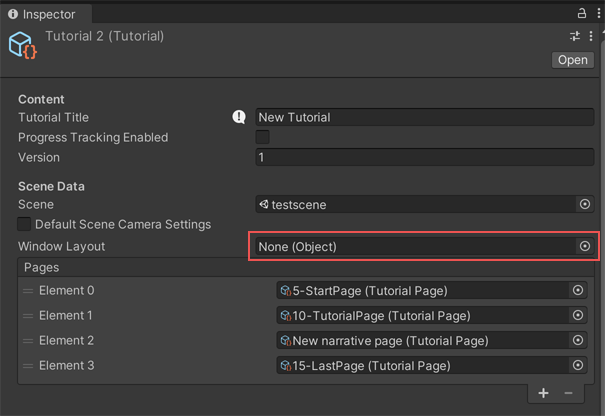 Inspector
Tutorial 2 (Tutorial)
Open
Content
Tutorial Title New Tutorial
Progress Tracking Enabled
Version 1
Scene Data
Scene testscene
Default Scene Camera Settings
Window Layout None (Object)
Pages
Element 0 5-StartPage (Tutorial Page)
Element 1 10-TutorialPage (Tutorial Page)
Element 2 New narrative page (Tutorial Page)
Element 3 15-LastPage (Tutorial Page)